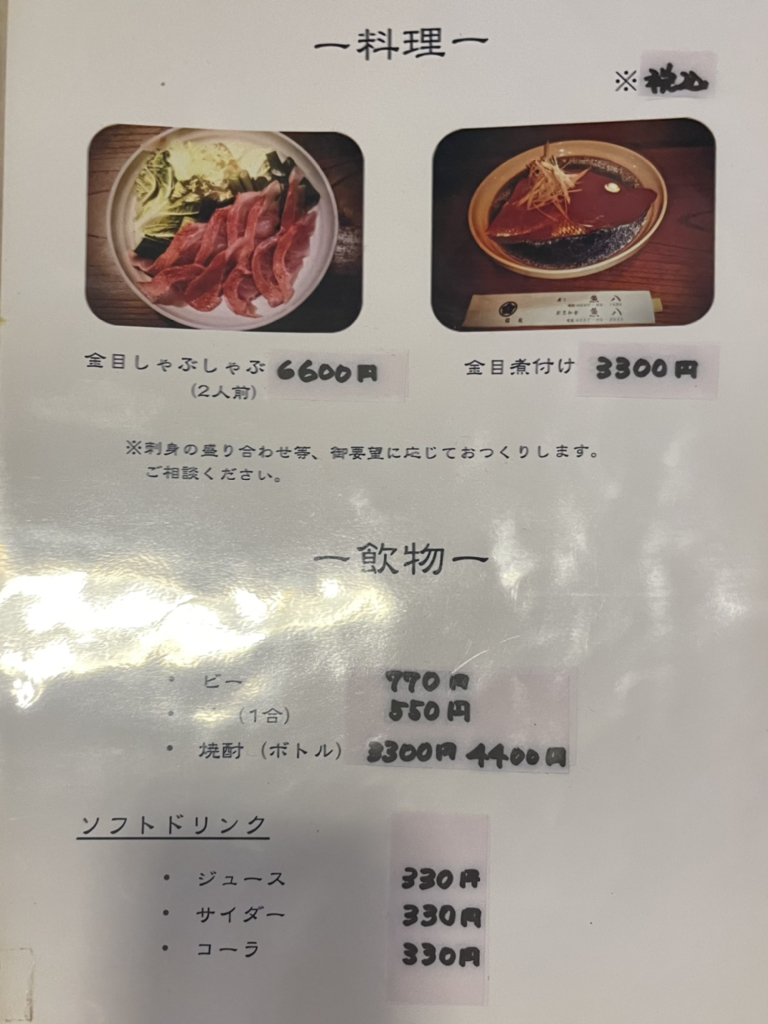 ー料理ー
※税込
魚八
魚八
金目しゃぶしゃぶ 6600円
(2人前)
金目煮付け 3300円
※刺身の盛り合わせ等、御要望に応じておつくりします。
ご相談ください。
ー飲物ー
・ ビー 770円
・ (1合) 550円
・ 焼酎 (ボトル) 3300円 4400円
ソフトドリンク
・ ジュース 330円
・ サイダー 330円
・ コーラ 330円